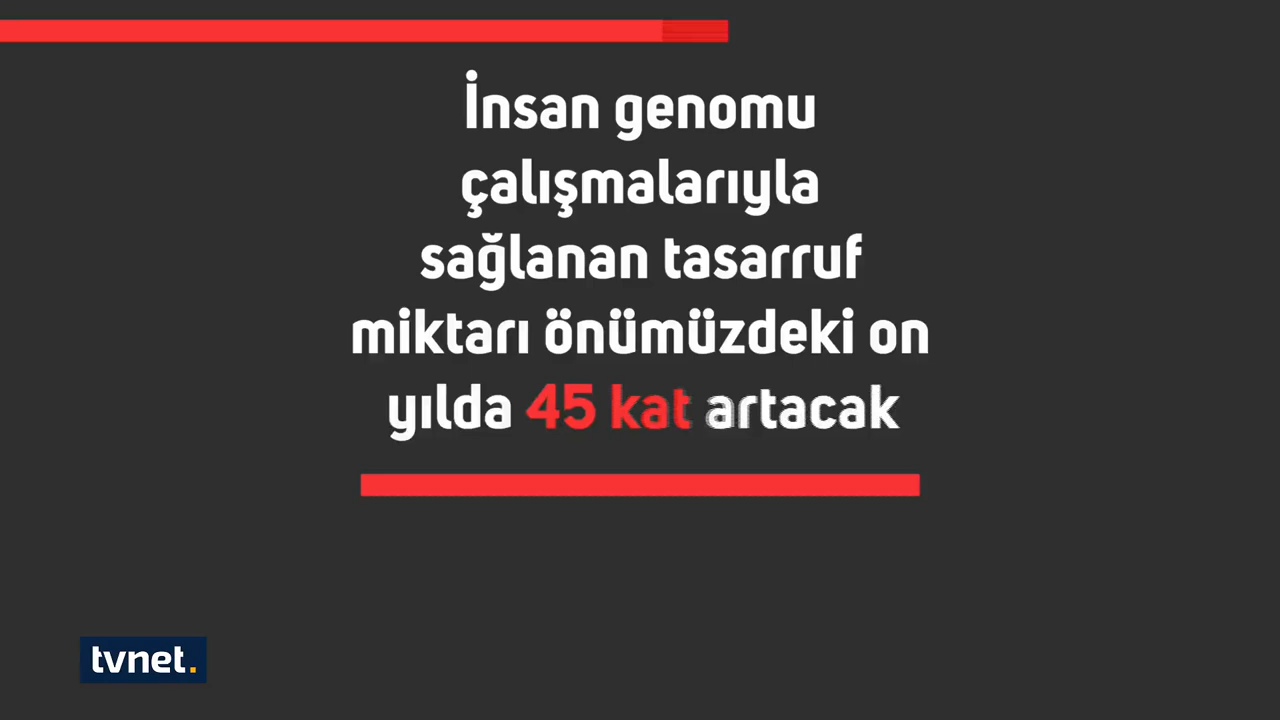 İnsan genomu
çalışmalarıyla
sağlanan tasarruf
miktarı önümüzdeki on
yılda 45 kat artacak
tvnet.